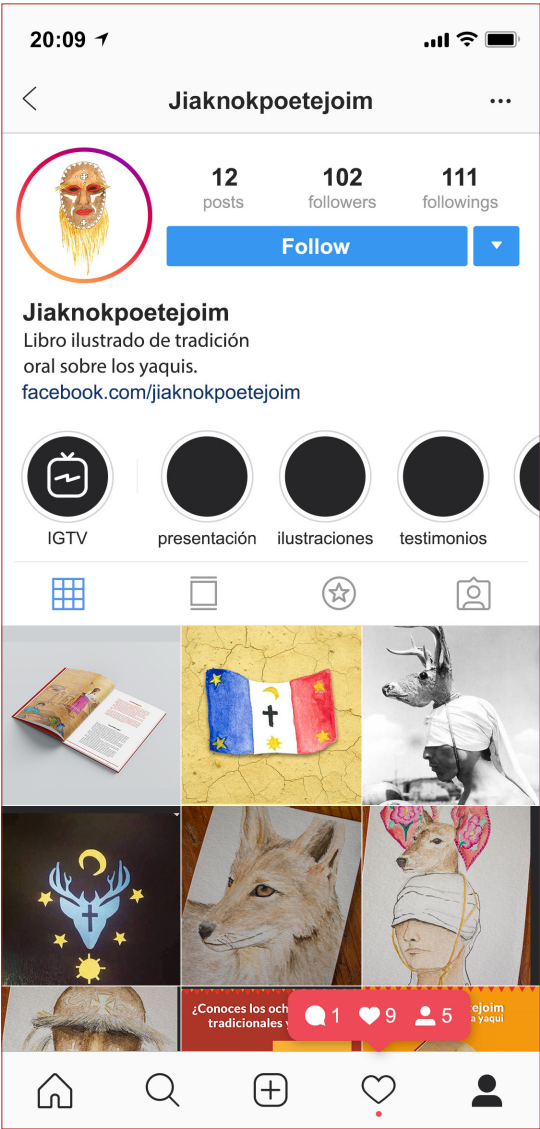 20:09
Jiaknokpoetejoim
12 102 111
posts followers followings
Follow
Jiaknokpoetejoim
Libro ilustrado de tradición
oral sobre los yaquis.
facebook.com/jiaknokpoetejoim
IGTV presentación ilustraciones testimonios
¿Conoces los och
tradicionales y
ejoim
a yaqui
1 9 5